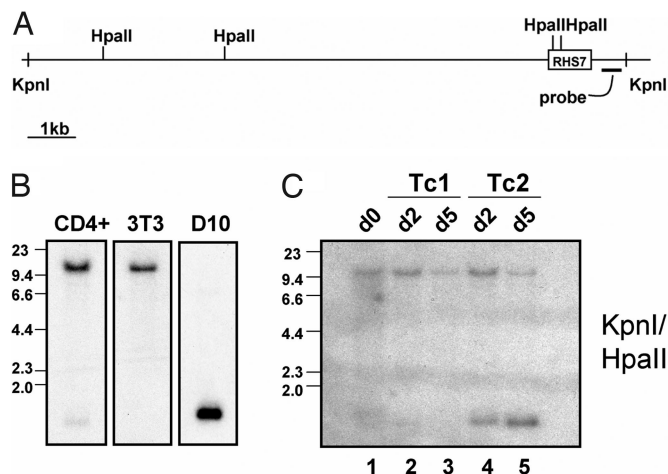 A
HpaII HpaII HpaIIHpaII
RHS7
KpnI KpnI
probe
1kb
B
CD4+ 3T3 D10
23
9.4
6.6
4.4
2.3
2.0
C
Tc1 Tc2
d0 d2 d5 d2 d5
23
9.4
6.6
4.4
2.3
2.0
KpnI/
HpaII
1 2 3 4 5